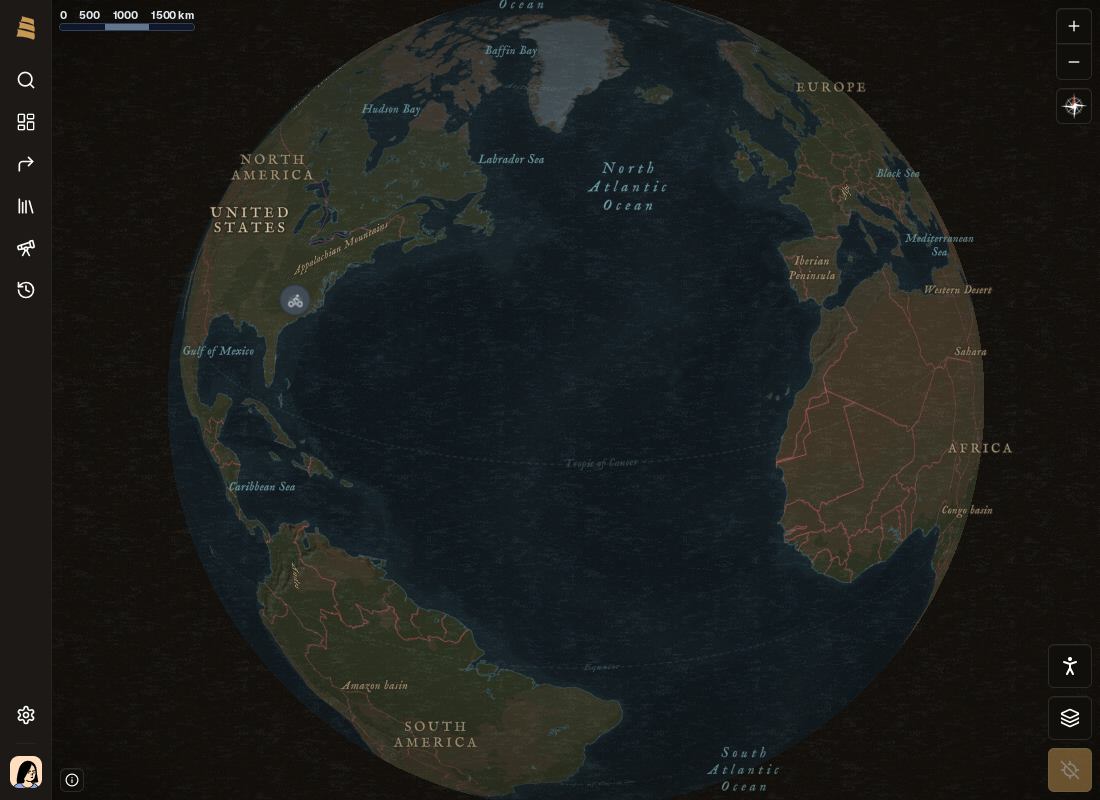 0 500 1000 1500 km
Ocean
Baffin Bay
EUROPE
Hudson Bay
NORTH
AMERICA
Labrador Sea
North
Atlantic
Ocean
Black Sea
UNITED
STATES
Appalachian Mountains
Mediterranean
Sea
Iberian
Peninsula
Western Desert
Gulf of Mexico
Sahara
AFRICA
Tropic of Cancer
Caribbean Sea
Congo basin
Andes
Equator
Amazon basin
SOUTH
AMERICA
South
Atlantic
Ocean